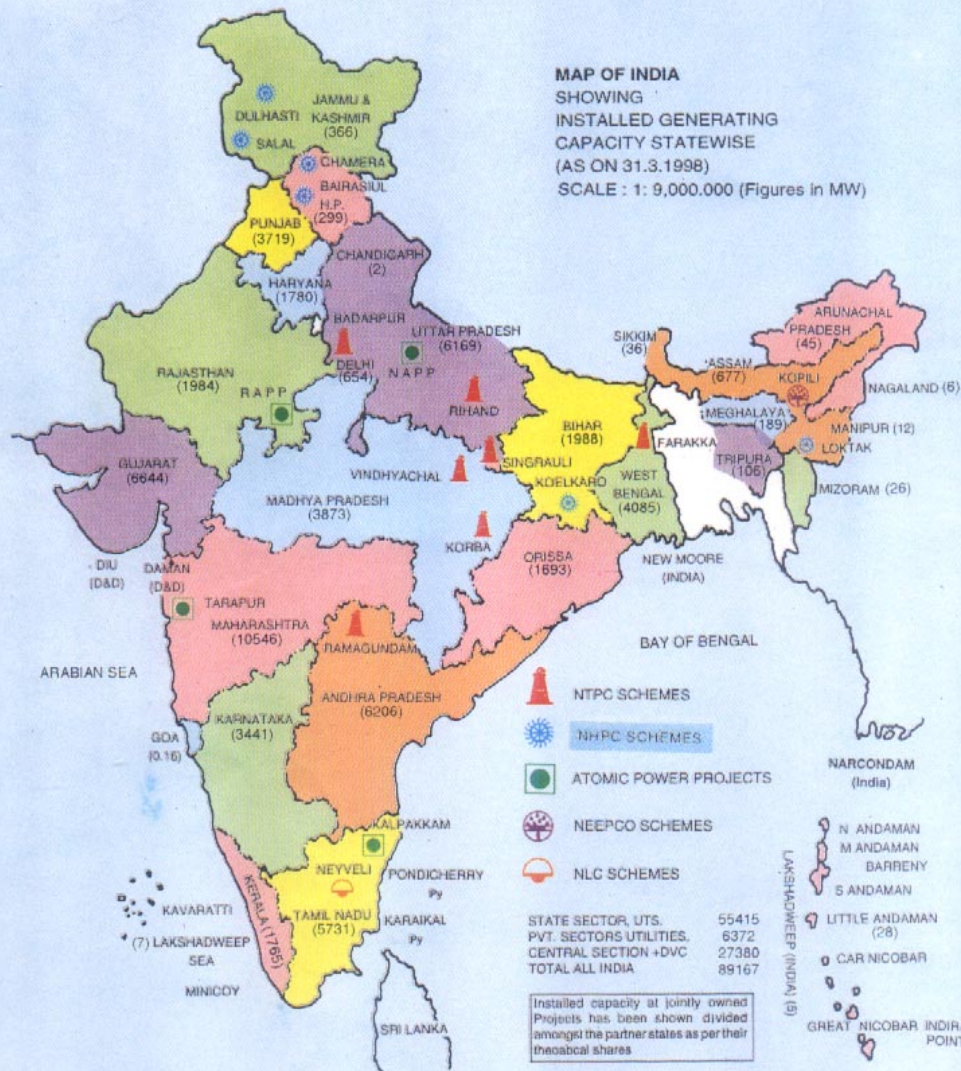 MAP OF INDIA
SHOWING
INSTALLED GENERATING
CAPACITY STATEWISE
(AS ON 31.3.1998)
SCALE : 1: 9,000.000 (Figures in MW)
DULHASTI
JAMMU &
KASHMIR
(366)
SALAL
CHAMERA
BAIRASIUL
H.P.
(299)
PUNJAB
(3719)
CHANDIGARH
(2)
HARYANA
(1780)
BADARPUR
UTTAR PRADESH
(6169)
DELHI
(654)
N A P P
RAJASTHAN
(1984)
R A P P
RIHAND
SIKKIM
(36)
ARUNACHAL
PRADESH
(45)
ASSAM
(677)
KOPILI
NAGALAND (6)
MEGHALAYA
(189)
MANIPUR (12)
LOKTAK
TRIPURA
(106)
MIZORAM (26)
BIHAR
(1988)
FARAKKA
GUJARAT
(6644)
VINDHYACHAL
SINGRAULI
KOELKARO
WEST
BENGAL
(4085)
MADHYA PRADESH
(3873)
KORBA
ORISSA
(1693)
NEW MOORE
(INDIA)
DIU
(D&D)
DAMAN
(D&D)
TARAPUR
MAHARASHTRA
(10546)
RAMAGUNDAM
BAY OF BENGAL
ARABIAN SEA
ANDHRA PRADESH
(6206)
KARNATAKA
(3441)
GOA
(0.16)
NTPC SCHEMES
NHPC SCHEMES
ATOMIC POWER PROJECTS
NEEPCO SCHEMES
NLC SCHEMES
NARCONDAM
(India)
KALPAKKAM
NEYVELI
PONDICHERRY
Py
TAMIL NADU
(5731)
KARAIKAL
Py
KERALA (1765)
KAVARATTI
(7) LAKSHADWEEP
SEA
MINICOY
SRI LANKA
N ANDAMAN
M ANDAMAN
BARRENY
S ANDAMAN
LITTLE ANDAMAN
(28)
CAR NICOBAR
GREAT NICOBAR INDIRA
POINT
LAKSHADWEEP (INDIA) (5)
STATE SECTOR, UTS. 55415
PVT. SECTORS UTILITIES. 6372
CENTRAL SECTION +DVC 27380
TOTAL ALL INDIA 89167
Installed capacity at jointly owned
Projects has been shown divided
amongst the partner states as per their
theoabcal shares